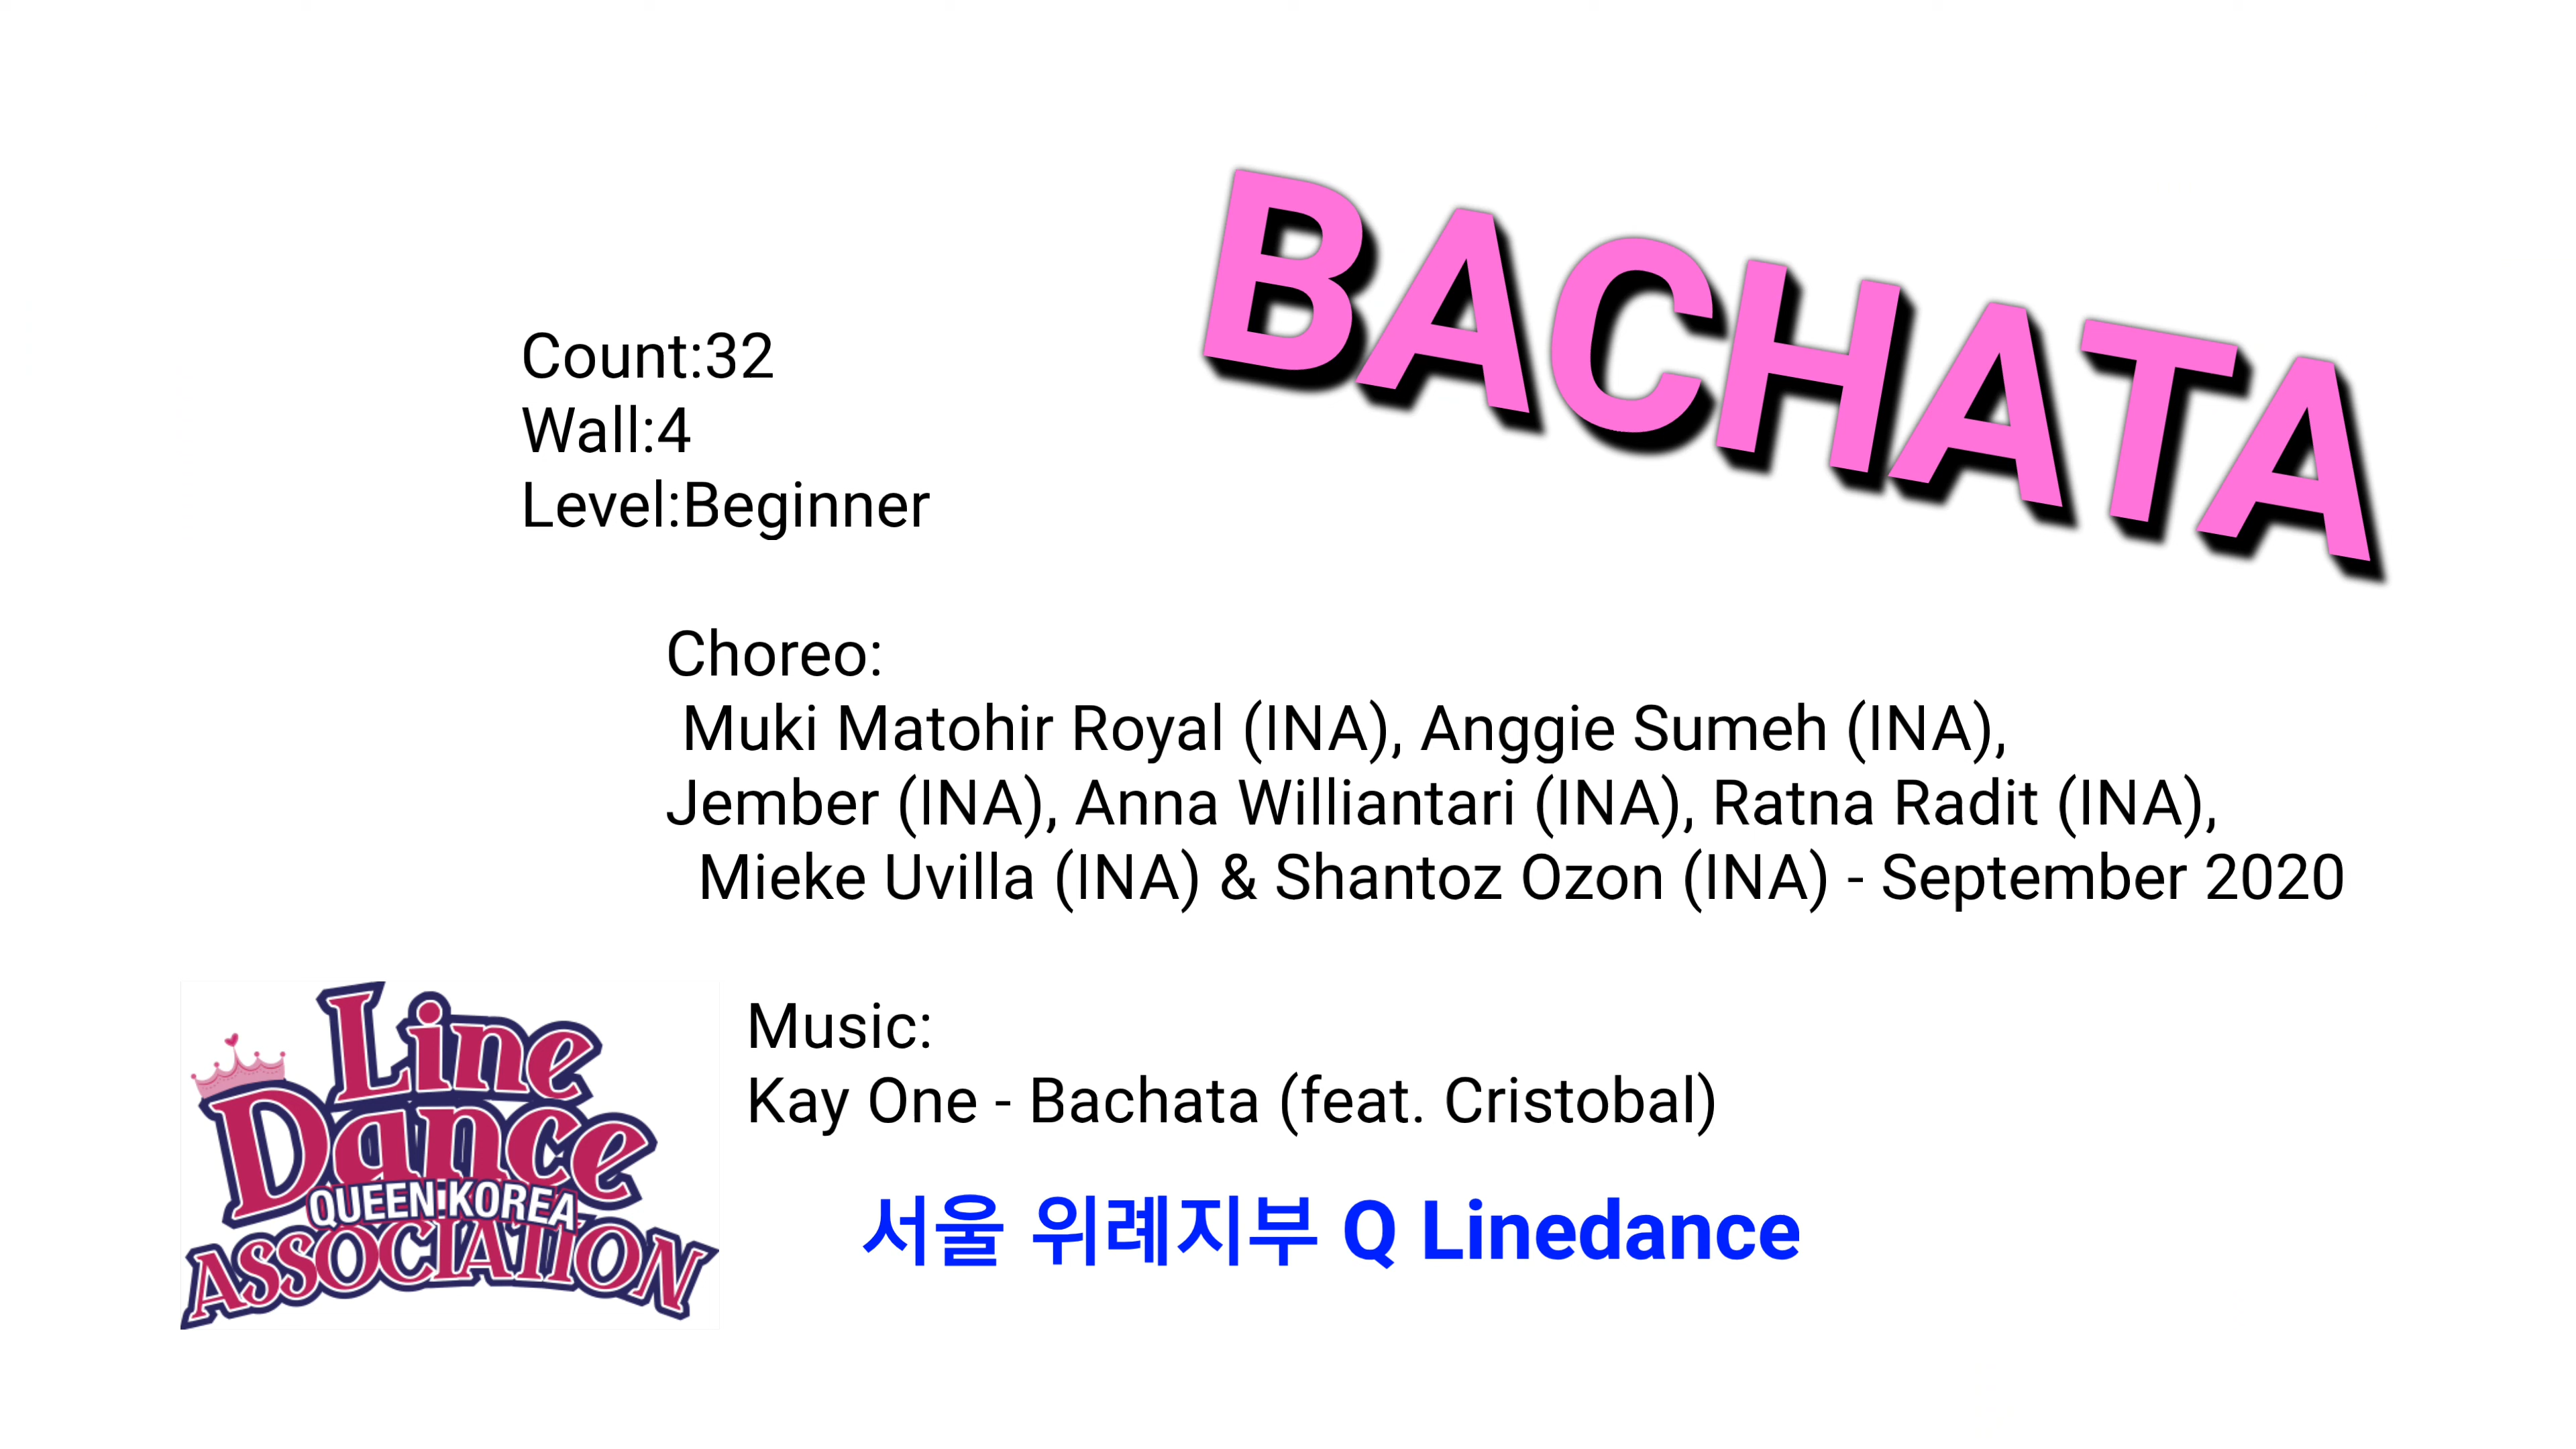 BACHATA
Count:32
Wall:4
Level:Beginner
Choreo:
Muki Matohir Royal (INA), Anggie Sumeh (INA),
Jember (INA), Anna Williantari (INA), Ratna Radit (INA),
Mieke Uvilla (INA) & Shantoz Ozon (INA) - September 2020
Music:
Kay One - Bachata (feat. Cristobal)
서울 위례지부 Q Linedance
Line
Dance
QUEEN KOREA
ASSOCIATION